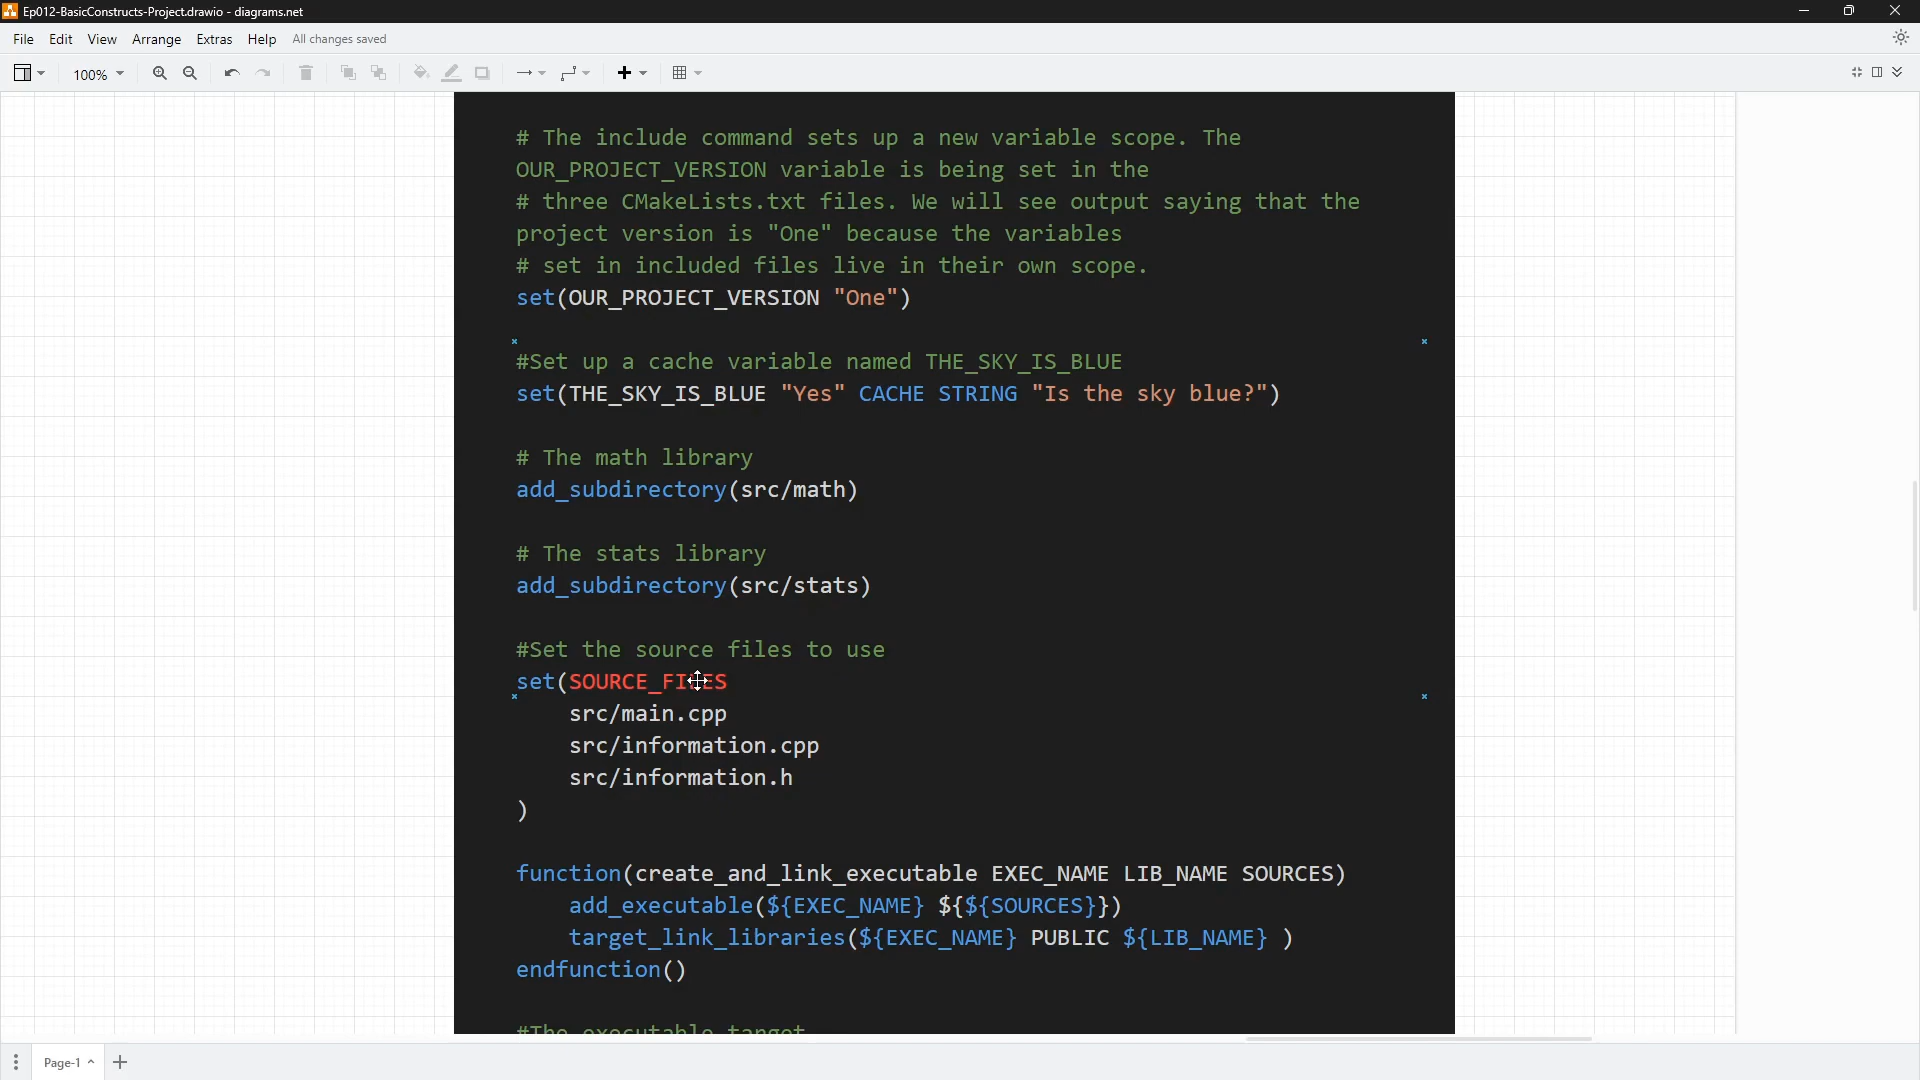 Ep012-BasicConstructs-Project.drawio - diagrams.net
File Edit View Arrange Extras Help All changes saved
100%
# The include command sets up a new variable scope. The
OUR_PROJECT_VERSION variable is being set in the
# three CMakeLists.txt files. We will see output saying that the
project version is "One" because the variables
# set in included files live in their own scope.
set(OUR_PROJECT_VERSION "One")
#Set up a cache variable named THE_SKY_IS_BLUE
set(THE_SKY_IS_BLUE "Yes" CACHE STRING "Is the sky blue?")
# The math library
add_subdirectory(src/math)
# The stats library
add_subdirectory(src/stats)
#Set the source files to use
set(SOURCE_FILES
    src/main.cpp
    src/information.cpp
    src/information.h
)
function(create_and_link_executable EXEC_NAME LIB_NAME SOURCES)
    add_executable(${EXEC_NAME} ${${SOURCES}})
    target_link_libraries(${EXEC_NAME} PUBLIC ${LIB_NAME} )
endfunction()
#The executable target
Page-1